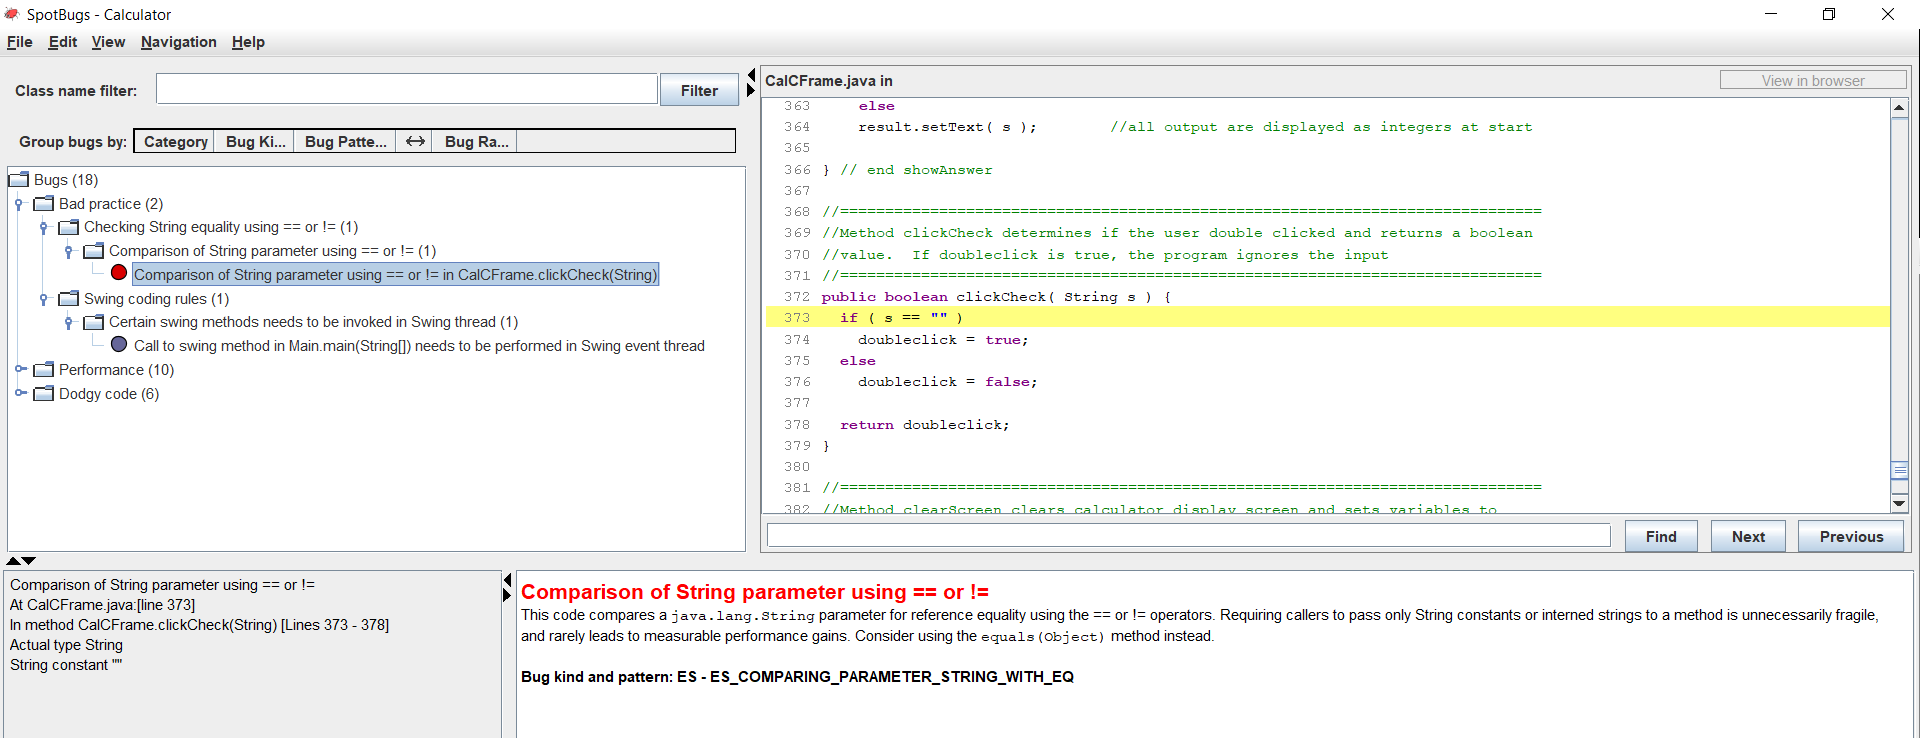 SpotBugs - Calculator
File Edit View Navigation Help
Class name filter:
Filter
Group bugs by: Category Bug Ki... Bug Patte... Bug Ra...
Bugs (18)
Bad practice (2)
Checking String equality using == or != (1)
Comparison of String parameter using == or != (1)
Comparison of String parameter using == or != in CalCFrame.clickCheck(String)
Swing coding rules (1)
Certain swing methods needs to be invoked in Swing thread (1)
Call to swing method in Main.main(String[]) needs to be performed in Swing event thread
Performance (10)
Dodgy code (6)
CalCFrame.java in
View in browser
363 else
364 result.setText( s ); //all output are displayed as integers at start
365
366 } // end showAnswer
367
368 //==============================================================================
369 //Method clickCheck determines if the user double clicked and returns a boolean
370 //value. If doubleclick is true, the program ignores the input
371 //==============================================================================
372 public boolean clickCheck( String s ) {
373 if ( s == "" )
374 doubleclick = true;
375 else
376 doubleclick = false;
377
378 return doubleclick;
379 }
380
381 //==============================================================================
382 //Method clearScreen clears calculator display screen and sets variables to
Find Next Previous
Comparison of String parameter using == or !=
At CalCFrame.java:[line 373]
In method CalCFrame.clickCheck(String) [Lines 373 - 378]
Actual type String
String constant ""
Comparison of String parameter using == or !=
This code compares a java.lang.String parameter for reference equality using the == or != operators. Requiring callers to pass only String constants or interned strings to a method is unnecessarily fragile,
and rarely leads to measurable performance gains. Consider using the equals(Object) method instead.
Bug kind and pattern: ES - ES_COMPARING_PARAMETER_STRING_WITH_EQ